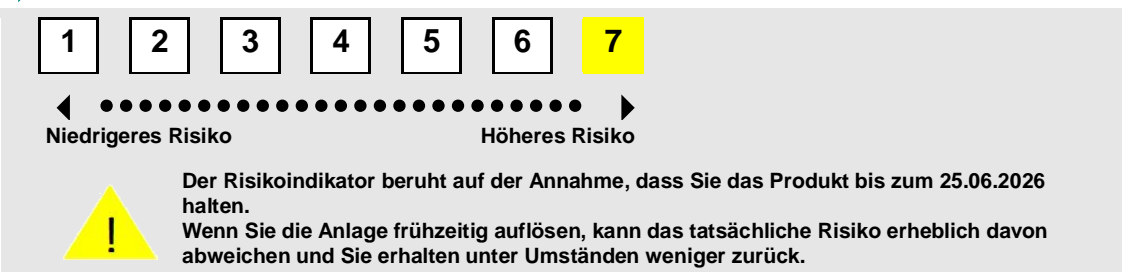 1 2 3 4 5 6 7
Niedrigeres Risiko Höheres Risiko
Der Risikoindikator beruht auf der Annahme, dass Sie das Produkt bis zum 25.06.2026
halten.
! Wenn Sie die Anlage frühzeitig auflösen, kann das tatsächliche Risiko erheblich davon
abweichen und Sie erhalten unter Umständen weniger zurück.